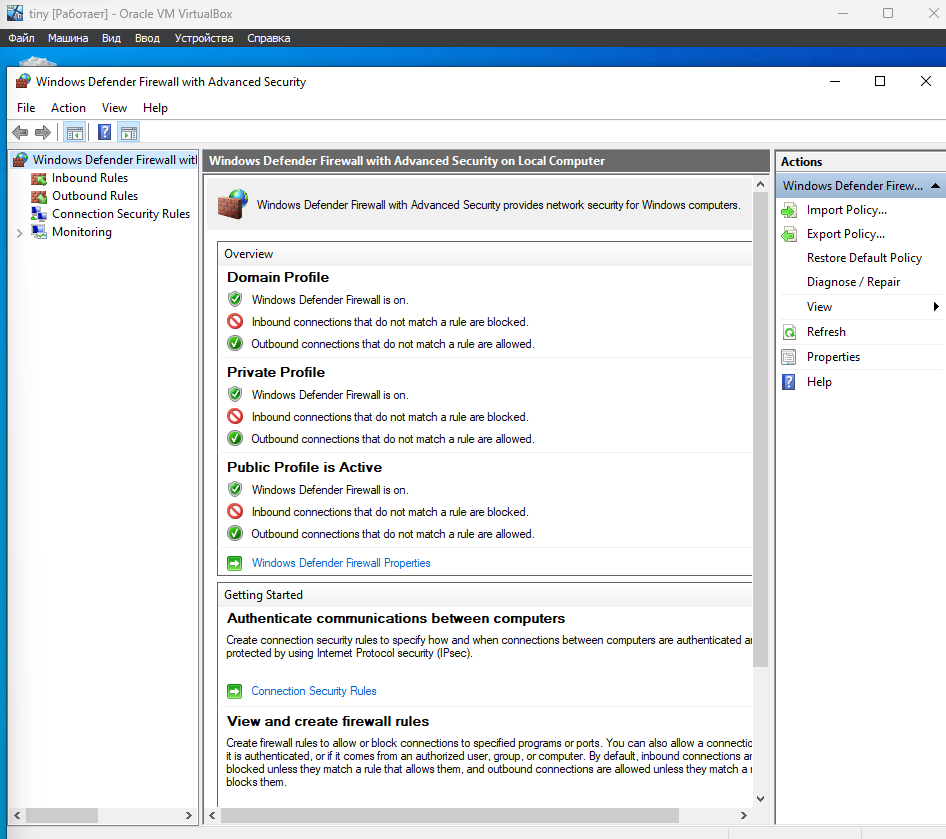 tiny [Работает] - Oracle VM VirtualBox
Файл Машина Вид Ввод Устройства Справка
Windows Defender Firewall with Advanced Security
File Action View Help
Windows Defender Firewall wit
Inbound Rules
Outbound Rules
Connection Security Rules
Monitoring
Windows Defender Firewall with Advanced Security on Local Computer
Windows Defender Firewall with Advanced Security provides network security for Windows computers.
Overview
Domain Profile
Windows Defender Firewall is on.
Inbound connections that do not match a rule are blocked.
Outbound connections that do not match a rule are allowed.
Private Profile
Windows Defender Firewall is on.
Inbound connections that do not match a rule are blocked.
Outbound connections that do not match a rule are allowed.
Public Profile is Active
Windows Defender Firewall is on.
Inbound connections that do not match a rule are blocked.
Outbound connections that do not match a rule are allowed.
Windows Defender Firewall Properties
Getting Started
Authenticate communications between computers
Create connection security rules to specify how and when connections between computers are authenticated a
protected by using Internet Protocol security (IPsec).
Connection Security Rules
View and create firewall rules
Create firewall rules to allow or block connections to specified programs or ports. You can also allow a connectio
it is authenticated, or if it comes from an authorized user, group, or computer. By default, inbound connections ar
blocked unless they match a rule that allows them, and outbound connections are allowed unless they match a
blocks them.
Actions
Windows Defender Firew...
Import Policy...
Export Policy...
Restore Default Policy
Diagnose / Repair
View
Refresh
Properties
Help